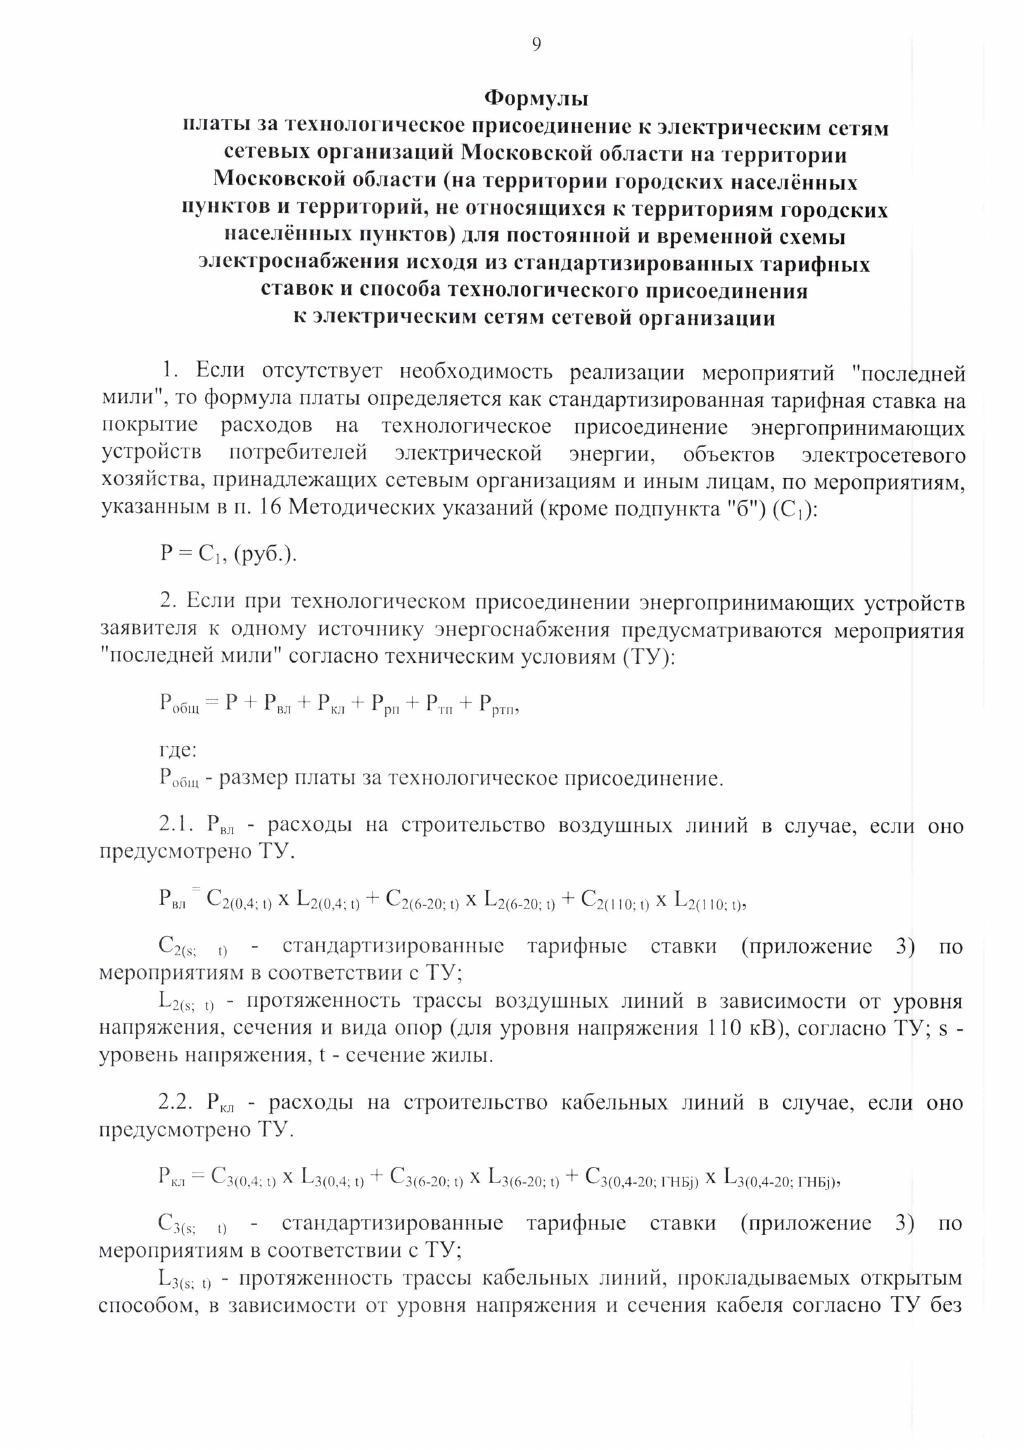 9
Формулы
платы за технологическое присоединение к электрическим сетям
сетевых организаций Московской области на территории
Московской области (на территории городских населённых
пунктов и территорий, не относящихся к территориям городских
населённых пунктов) для постоянной и временной схемы
электроснабжения исходя из стандартизированных тарифных
ставок и способа технологического присоединения
к электрическим сетям сетевой организации
1. Если отсутствует необходимость реализации мероприятий "последней
мили", то формула платы определяется как стандартизированная тарифная ставка на
покрытие расходов на технологическое присоединение энергопринимающих
устройств потребителей электрической энергии, объектов электросетевого
хозяйства, принадлежащих сетевым организациям и иным лицам, по мероприятиям,
указанным в п. 16 Методических указаний (кроме подпункта "б") (C₁):
P = C₁, (руб.).
2. Если при технологическом присоединении энергопринимающих устройств
заявителя к одному источнику энергоснабжения предусматриваются мероприятия
"последней мили" согласно техническим условиям (ТУ):
Pобщ = P + Pвл + Pкл + Pрп + Pтп + Pртп,
где:
Pобщ - размер платы за технологическое присоединение.
2.1. Pвл - расходы на строительство воздушных линий в случае, если оно
предусмотрено ТУ.
Pвл = C2(0,4; t) x L2(0,4; t) + C2(6-20; t) x L2(6-20; t) + C2(110; t) x L2(110; t),
C2(s; t) - стандартизированные тарифные ставки (приложение 3) по
мероприятиям в соответствии с ТУ;
L2(s; t) - протяженность трассы воздушных линий в зависимости от уровня
напряжения, сечения и вида опор (для уровня напряжения 110 кВ), согласно ТУ; s -
уровень напряжения, t - сечение жилы.
2.2. Pкл - расходы на строительство кабельных линий в случае, если оно
предусмотрено ТУ.
Pкл = C3(0,4; t) x L3(0,4; t) + C3(6-20; t) x L3(6-20; t) + C3(0,4-20; ГНБj) x L3(0,4-20; ГНБj),
C3(s; t) - стандартизированные тарифные ставки (приложение 3) по
мероприятиям в соответствии с ТУ;
L3(s; t) - протяженность трассы кабельных линий, прокладываемых открытым
способом, в зависимости от уровня напряжения и сечения кабеля согласно ТУ без